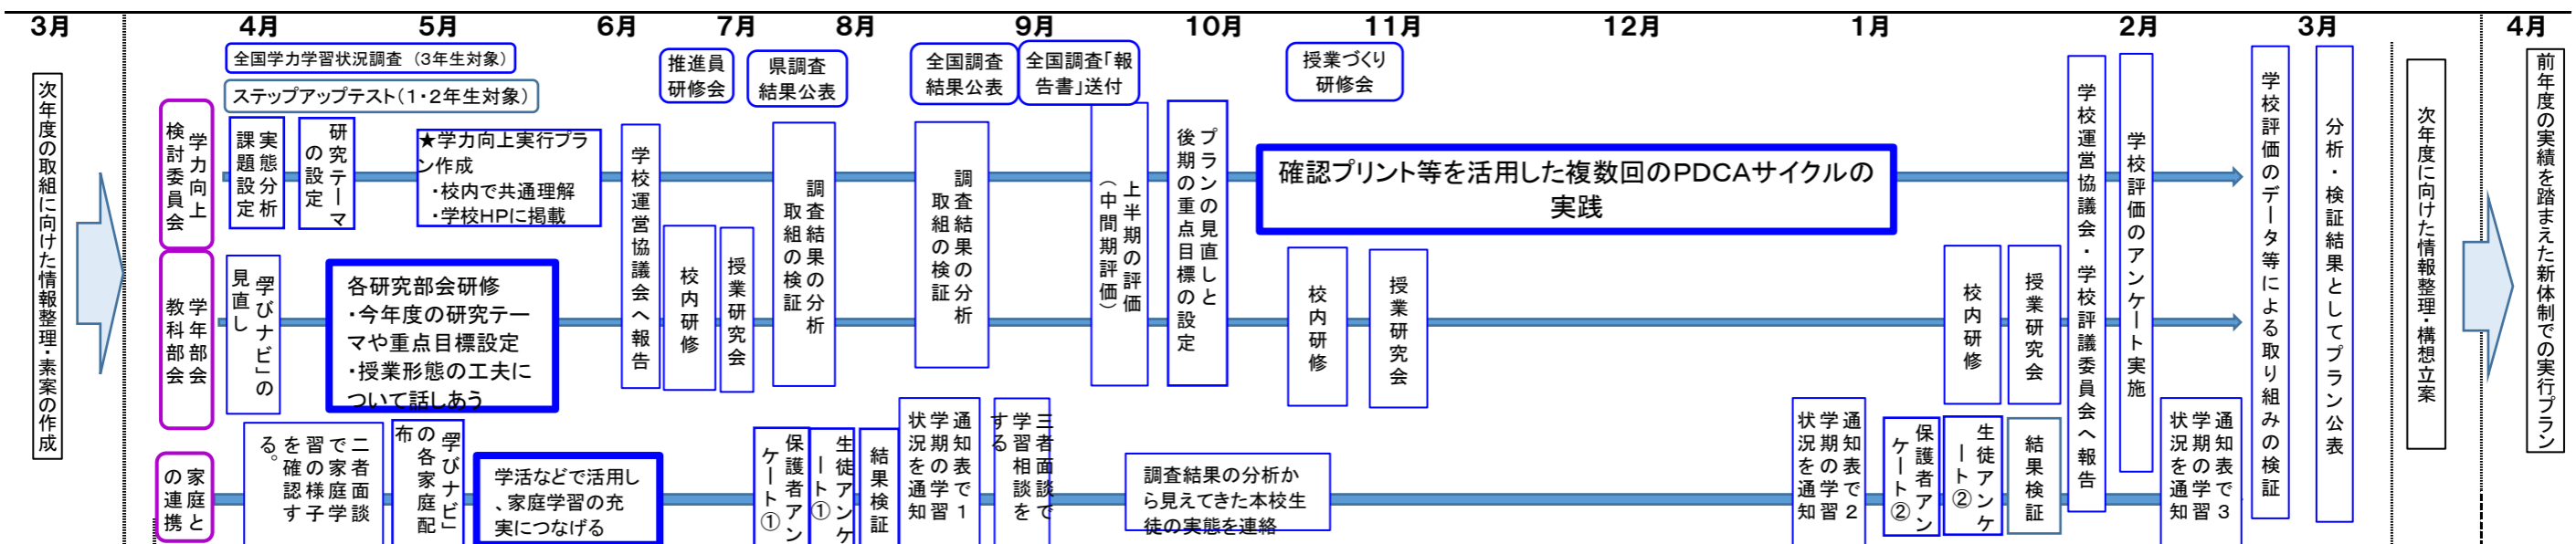 3月
4月
5月
6月
7月
8月
9月
10月
11月
12月
1月
2月
3月
4月
全国学力学習状況調査 (3年生対象)
ステップアップテスト(1・2年生対象)
推進員
研修会
県調査
結果公表
全国調査
結果公表
全国調査「報
告書」送付
授業づくり
研修会
次年度の取組に向けた情報整理・素案の作成
学力向上
検討委員会
実態分析
課題設定
研究テーマ
の設定
★学力向上実行プラ
ン作成
・校内で共通理解
・学校HPに掲載
学校運営協議会へ報告
調査結果の分析
取組の検証
調査結果の分析
取組の検証
上半期の評価
(中間期評価)
プランの見直しと
後期の重点目標の設定
確認プリント等を活用した複数回のPDCAサイクルの
実践
学校運営協議会・学校評議委員会へ報告
学校評価のアンケート実施
学校評価のデータ等による取り組みの検証
分析・検証結果としてプラン公表
次年度に向けた情報整理・構想立案
前年度の実績を踏まえた新体制での実行プラン
学年部会
教科部会
「学びナビ」の
見直し
各研究部会研修
・今年度の研究テー
マや重点目標設定
・授業形態の工夫に
ついて話しあう
校内研修
授業研究会
校内研修
授業研究会
校内研修
授業研究会
家庭と
の連携
二者面談
で家庭学
習の様子
を確認す
る。
「学びナビ」
の各家庭配
布
学活などで活用し
、家庭学習の充
実につなげる
保護者アン
ケート①
生徒アンケ
ート①
結果検証
通知表で1
学期の学習
状況を通知
三者面談で
学習相談を
する
調査結果の分析か
ら見えてきた本校生
徒の実態を連絡
通知表で2
学期の学習
状況を通知
保護者アン
ケート②
生徒アンケ
ート②
結果検証
通知表で3
学期の学習
状況を通知